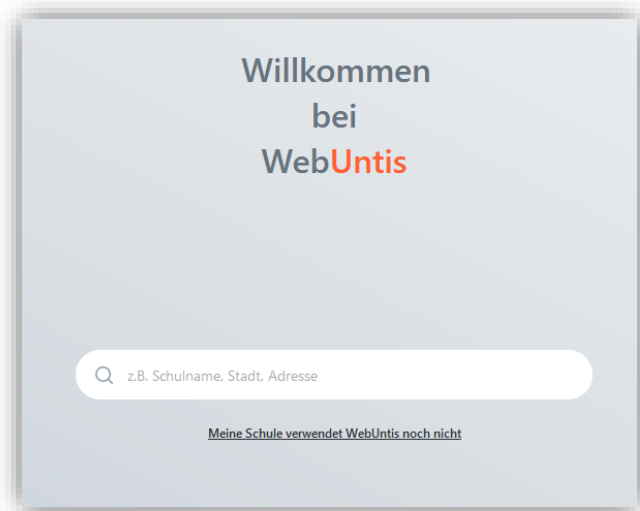 Willkommen
bei
WebUntis
z.B. Schulname, Stadt, Adresse
Meine Schule verwendet WebUntis noch nicht